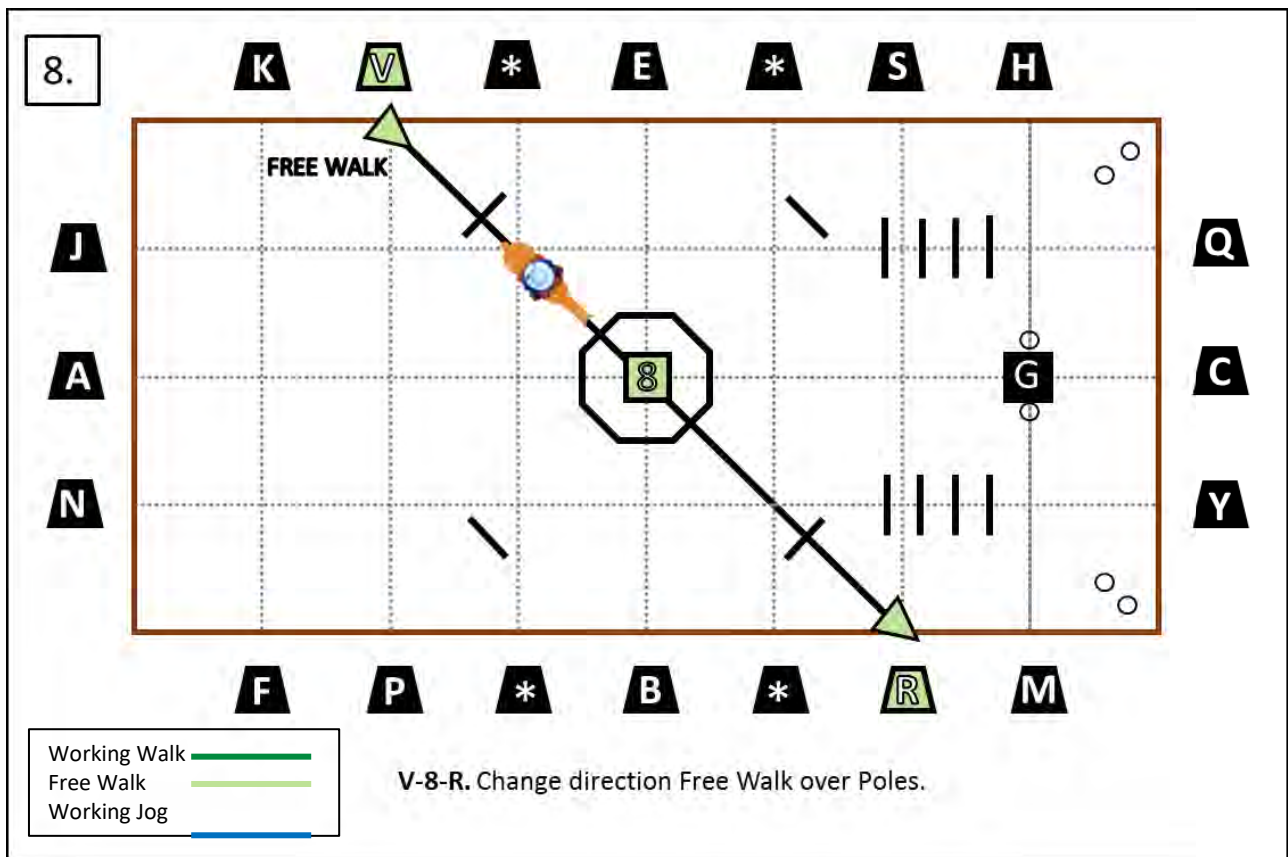 8.
K V * E * S H
FREE WALK
J Q
A 8 G C
N Y
F P * B * R M
Working Walk
Free Walk
Working Jog
V-8-R. Change direction Free Walk over Poles.